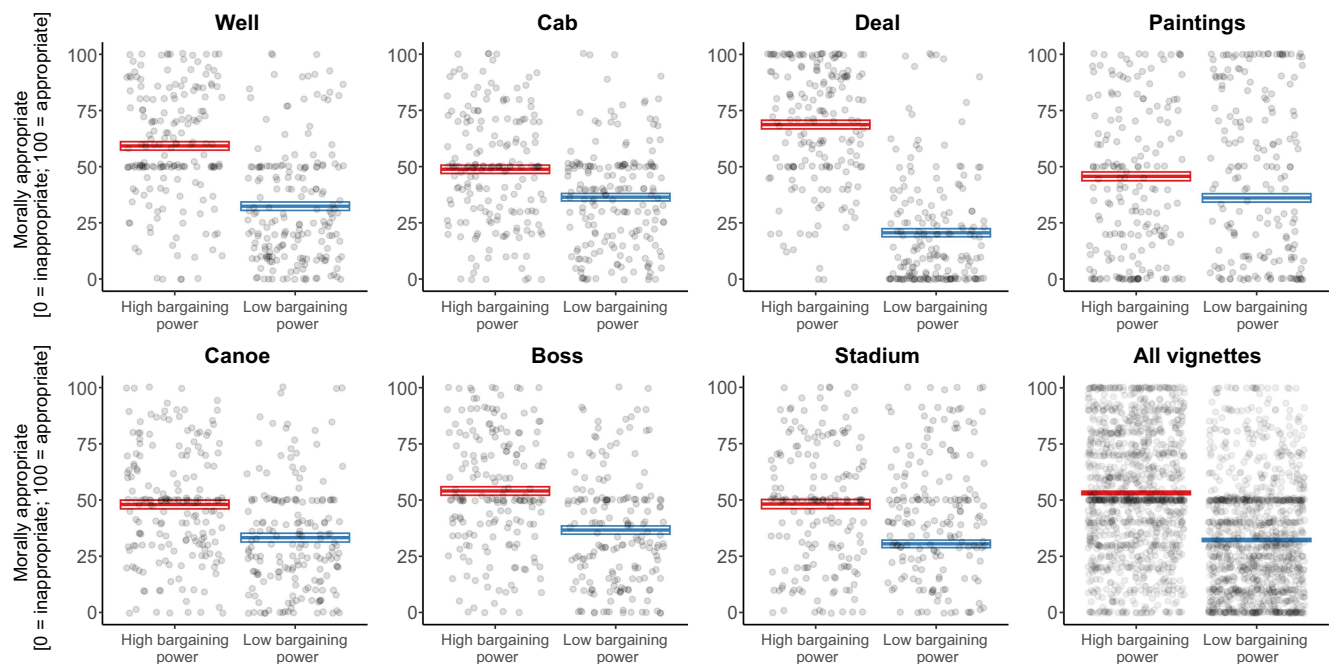 Well
Cab
Deal
Paintings
Morally appropriate
[0 = inappropriate; 100 = appropriate]
100
75
50
25
0
100
75
50
25
0
100
75
50
25
0
100
75
50
25
0
High bargaining
power
Low bargaining
power
High bargaining
power
Low bargaining
power
High bargaining
power
Low bargaining
power
High bargaining
power
Low bargaining
power
Canoe
Boss
Stadium
All vignettes
Morally appropriate
[0 = inappropriate; 100 = appropriate]
100
75
50
25
0
100
75
50
25
0
100
75
50
25
0
100
75
50
25
0
High bargaining
power
Low bargaining
power
High bargaining
power
Low bargaining
power
High bargaining
power
Low bargaining
power
High bargaining
power
Low bargaining
power